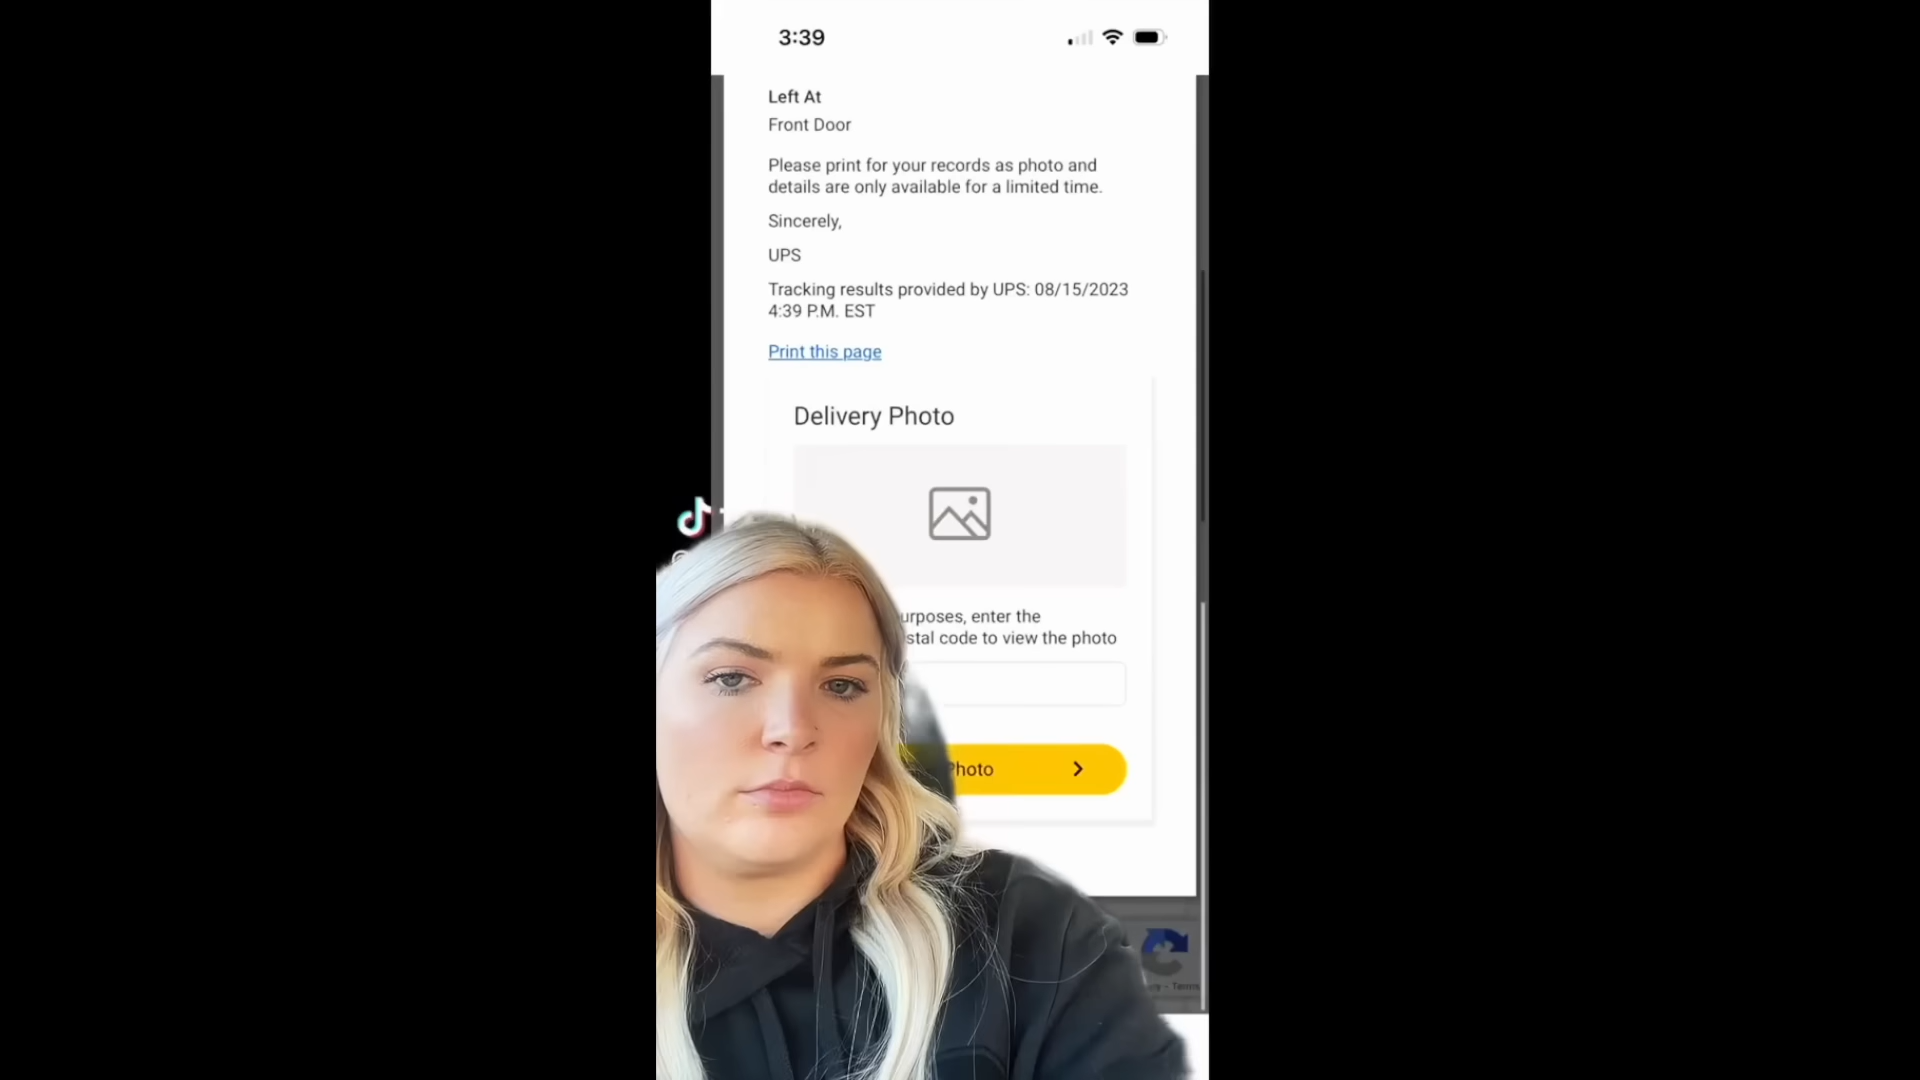 3:39
Left At
Front Door
Please print for your records as photo and
details are only available for a limited time.
Sincerely,
UPS
Tracking results provided by UPS: 08/15/2023
4:39 P.M. EST
Print this page
Delivery Photo
urposes, enter the
stal code to view the photo
Photo
Terms